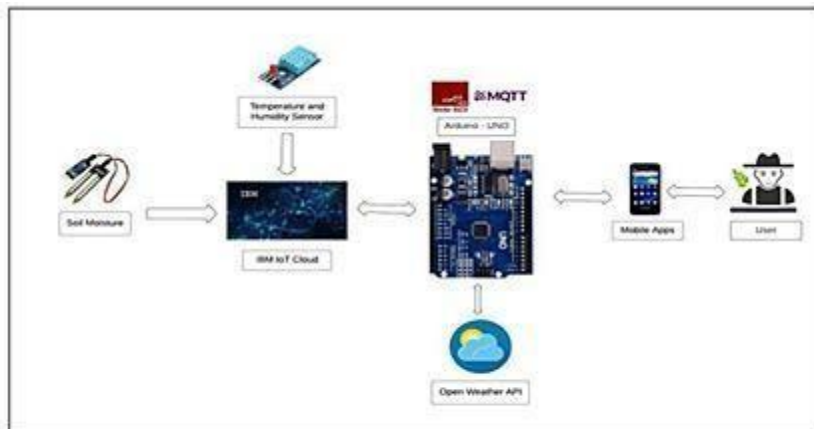 MQTT
Temperature and
Humidity Sensor
Arduino - UNO
IBM
Soil Moisture
IBM IoT Cloud
UNO
Mobile Apps
User
Open Weather API